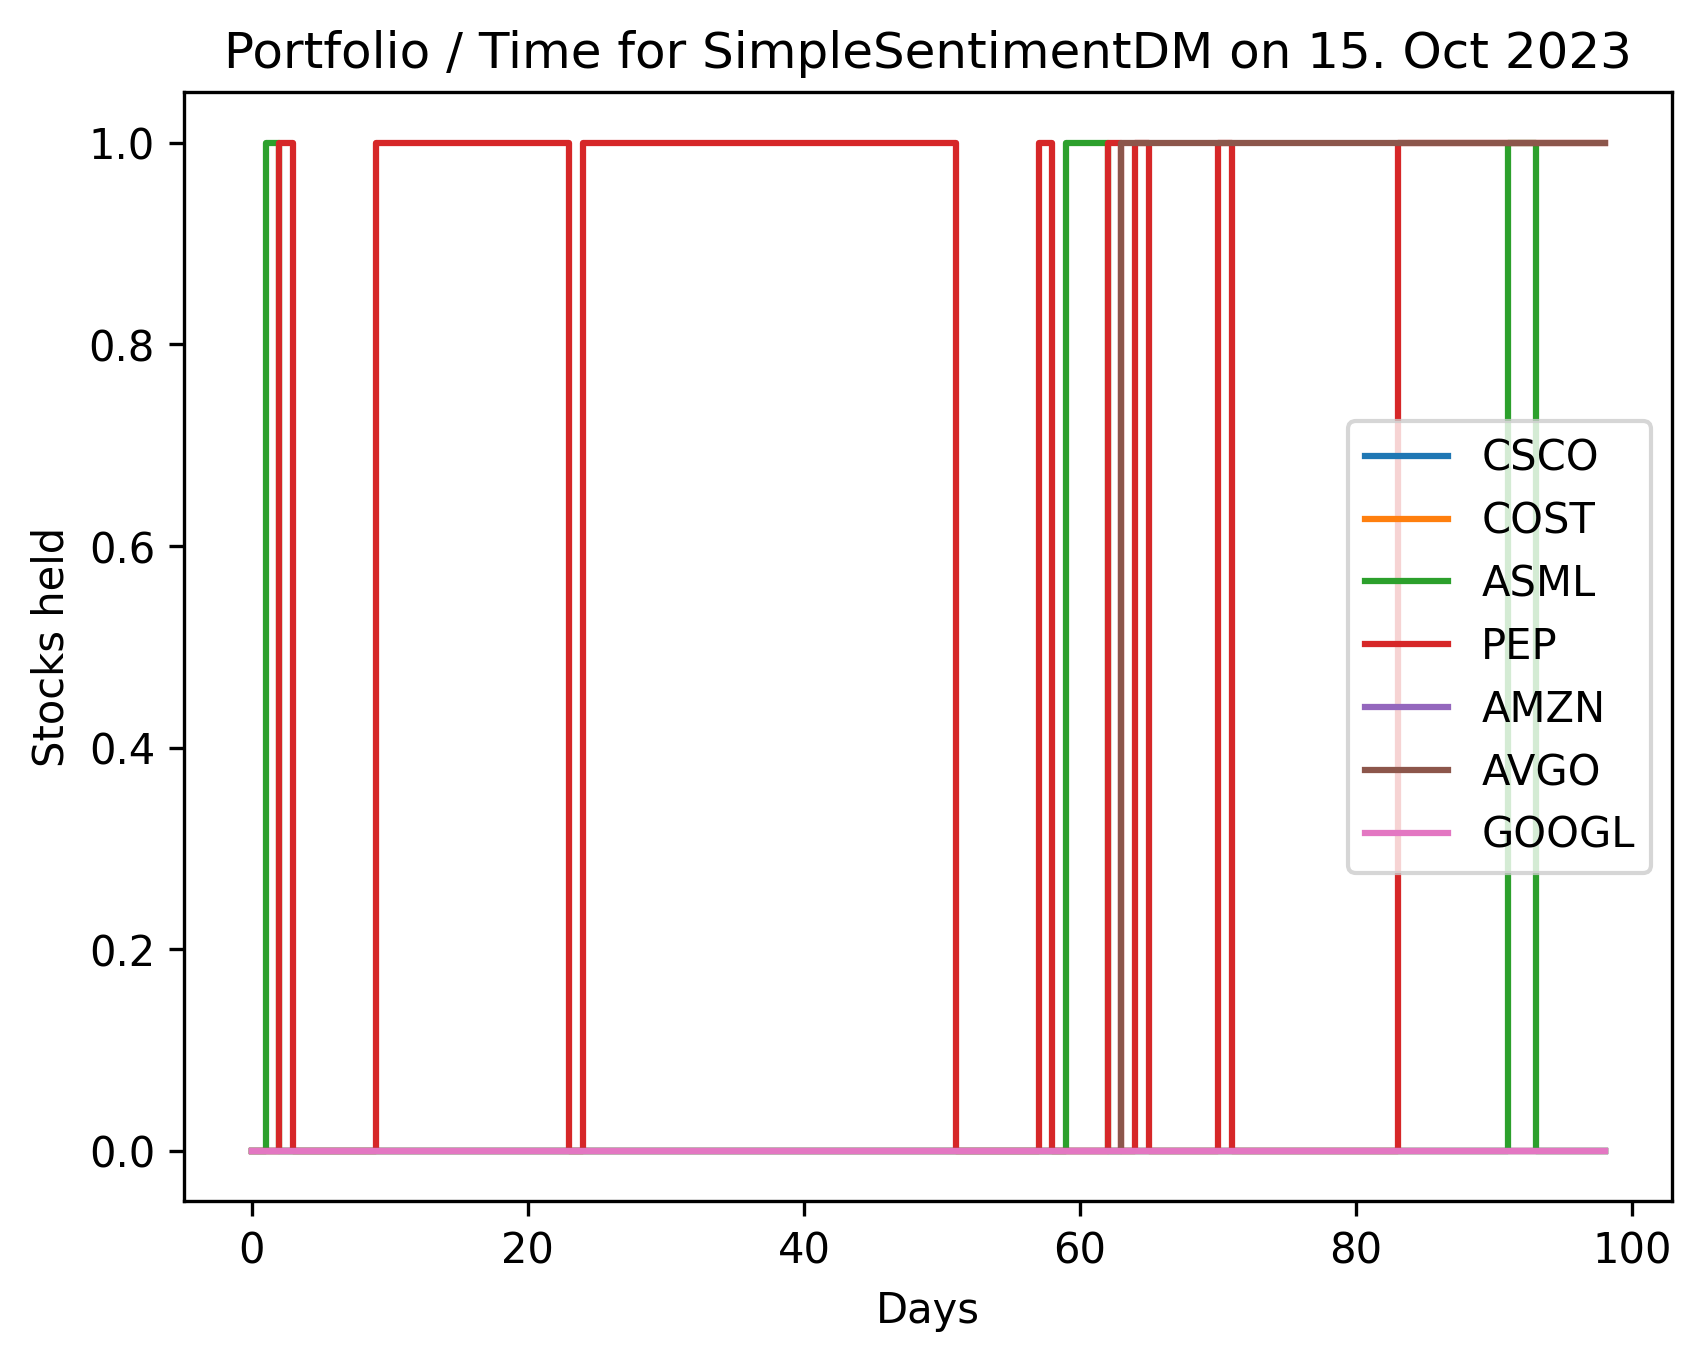 Portfolio / Time for SimpleSentimentDM on 15. Oct 2023
1.0
0.8
0.6
0.4
0.2
0.0
Stocks held
CSCO
COST
ASML
PEP
AMZN
AVGO
GOOGL
0 20 40 60 80 100
Days